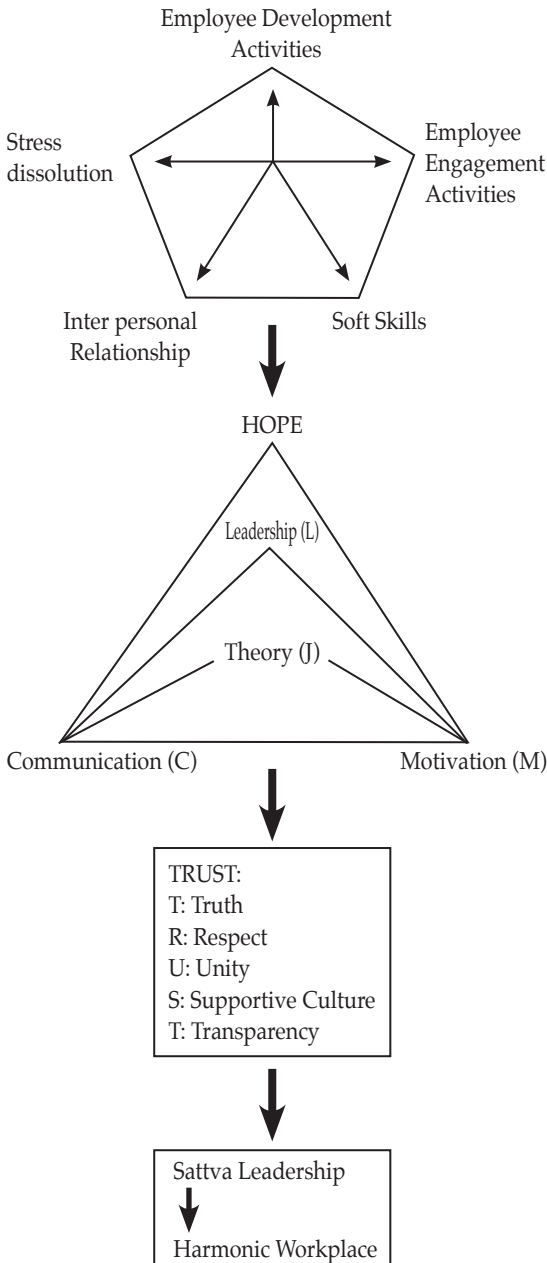 Employee Development
Activities
Stress
dissolution
Employee
Engagement
Activities
Inter personal
Relationship
Soft Skills
HOPE
Leadership (L)
Theory (J)
Communication (C)
Motivation (M)
TRUST:
T: Truth
R: Respect
U: Unity
S: Supportive Culture
T: Transparency
Sattva Leadership
Harmonic Workplace